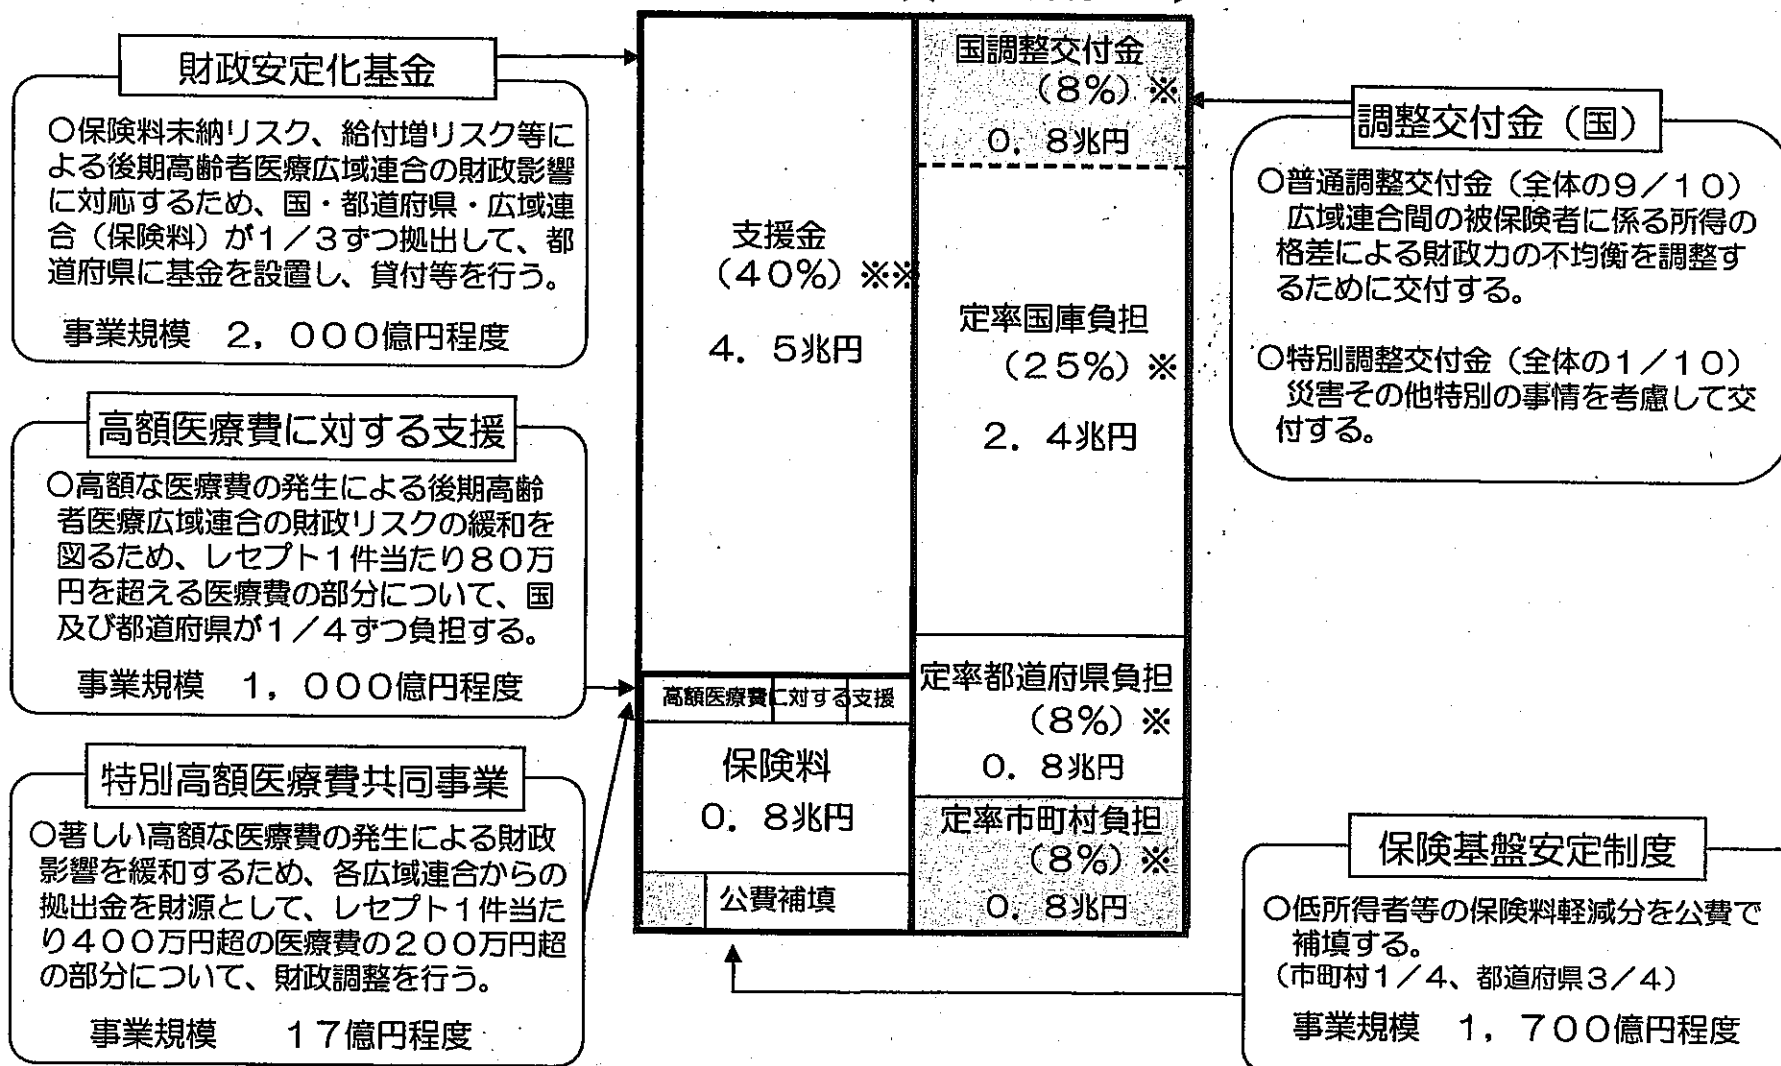 財政安定化基金
○保険料未納リスク、給付増リスク等に
よる後期高齢者医療広域連合の財政影響
に対応するため、国・都道府県・広域連
合（保険料）が１／３ずつ拠出して、都
道府県に基金を設置し、貸付等を行う。
事業規模　２，０００億円程度
高額医療費に対する支援
○高額な医療費の発生による後期高齢
者医療広域連合の財政リスクの緩和を
図るため、レセプト１件当たり８０万
円を超える医療費の部分について、国
及び都道府県が１／４ずつ負担する。
事業規模　１，０００億円程度
特別高額医療費共同事業
○著しい高額な医療費の発生による財政
影響を緩和するため、各広域連合からの
拠出金を財源として、レセプト１件当た
り４００万円超の医療費の２００万円超
の部分について、財政調整を行う。
事業規模　　１７億円程度
支援金
（４０％）※※
４．５兆円
高額医療費に対する支援
保険料
０．８兆円
公費補填
国調整交付金
（８％）※
０．８兆円
定率国庫負担
（２５％）※
２．４兆円
定率都道府県負担
（８％）※
０．８兆円
定率市町村負担
（８％）※
０．８兆円
調整交付金（国）
○普通調整交付金（全体の９／１０）
広域連合間の被保険者に係る所得の
格差による財政力の不均衡を調整す
るために交付する。
○特別調整交付金（全体の１／１０）
災害その他特別の事情を考慮して交
付する。
保険基盤安定制度
○低所得者等の保険料軽減分を公費で
補填する。
（市町村１／４、都道府県３／４）
事業規模　１，７００億円程度